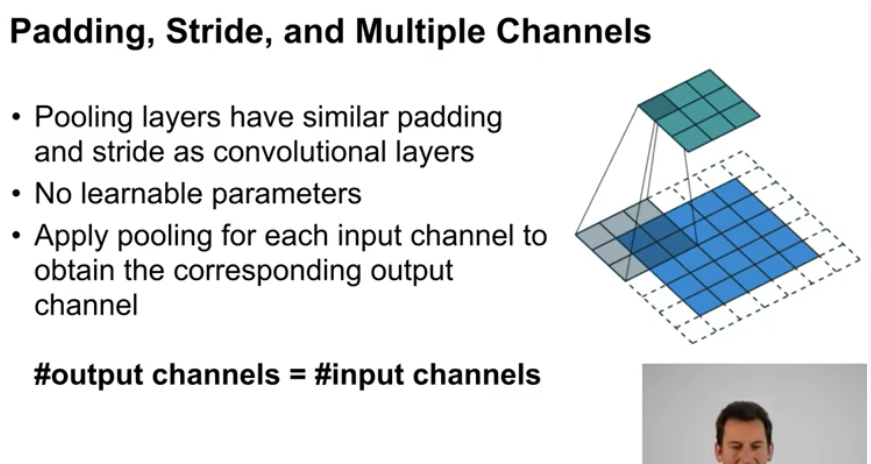 Padding, Stride, and Multiple Channels
• Pooling layers have similar padding
and stride as convolutional layers
• No learnable parameters
• Apply pooling for each input channel to
obtain the corresponding output
channel
#output channels = #input channels